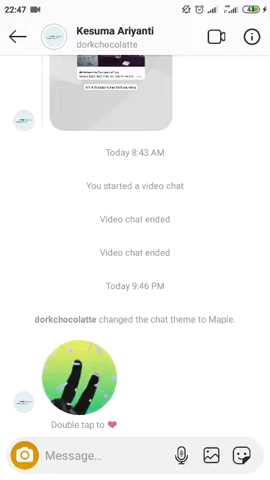 22:47
Kesuma Ariyanti
dorkchocolatte
Today 8:43 AM
You started a video chat
Video chat ended
Video chat ended
Today 9:46 PM
dorkchocolatte changed the chat theme to Maple.
Double tap to ❤
Message...